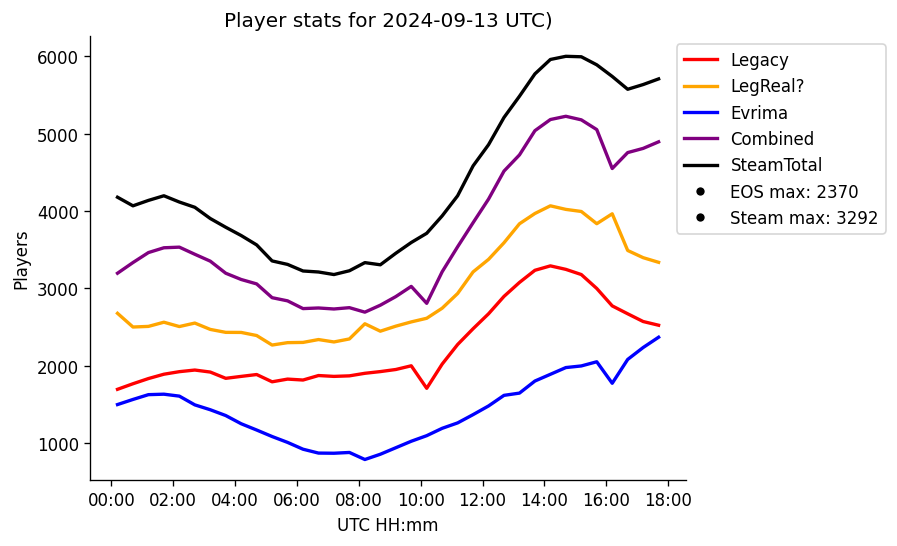 Player stats for 2024-09-13 UTC)
6000
5000
4000
3000
2000
1000
Players
00:00 02:00 04:00 06:00 08:00 10:00 12:00 14:00 16:00 18:00
UTC HH:mm
Legacy
LegReal?
Evrima
Combined
SteamTotal
EOS max: 2370
Steam max: 3292